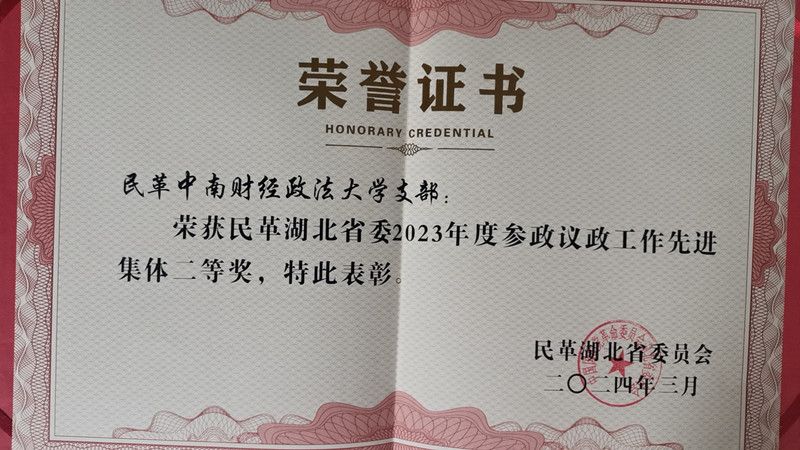 荣誉证书
HONORARY CREDENTIAL
民革中南财经政法大学支部：
荣获民革湖北省委2023年度参政议政工作先进
集体二等奖，特此表彰。
民革湖北省委员会
二〇二四年三月